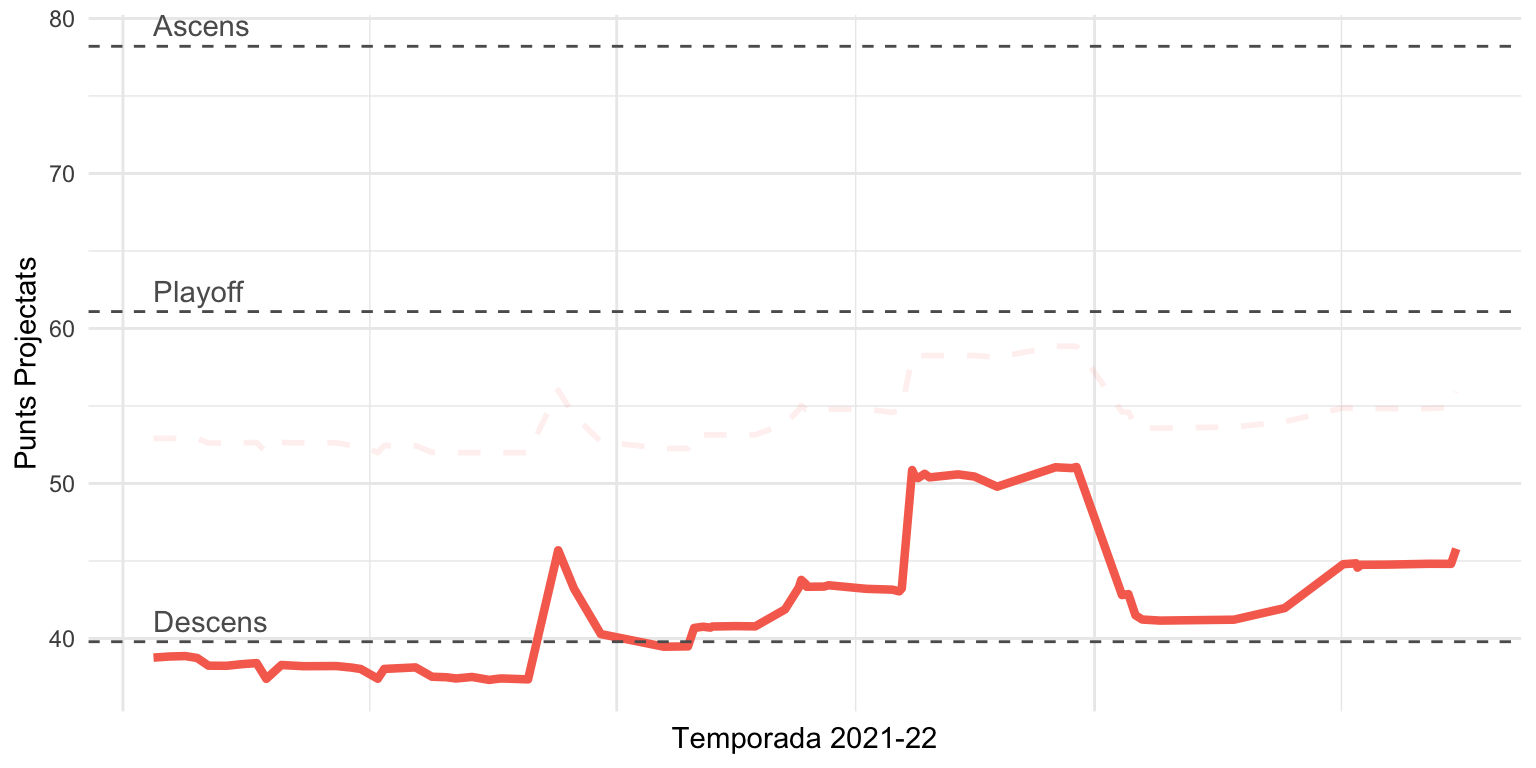 80
Ascens
70
Playoff
60
Punts Projectats
50
Descens
40
Temporada 2021-22